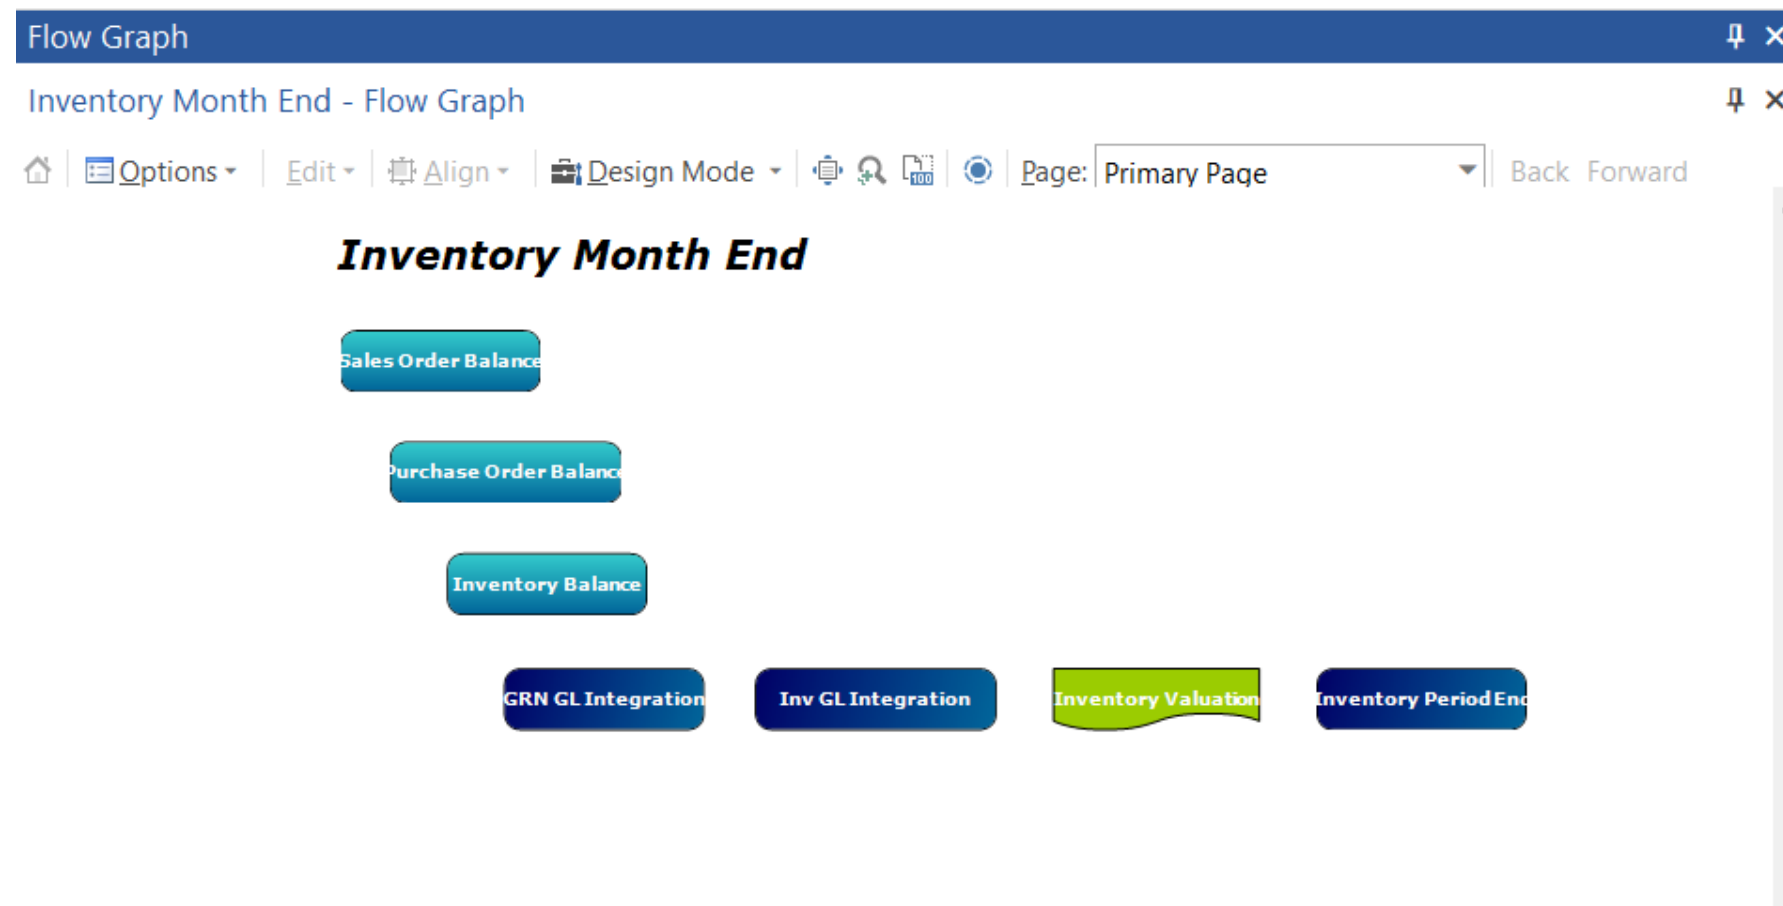 Flow Graph
Inventory Month End - Flow Graph
Options Edit Align Design Mode 100 Page: Primary Page Back Forward
Inventory Month End
Sales Order Balance
Purchase Order Balance
Inventory Balance
GRN GL Integration Inv GL Integration Inventory Valuation Inventory Period End